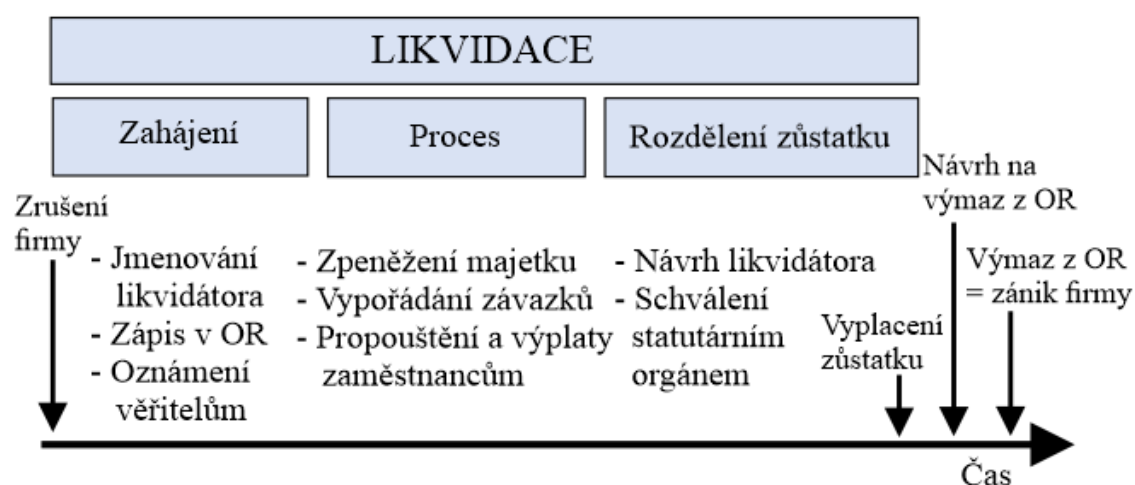 LIKVIDACE
Zahájení
Proces
Rozdělení zůstatku
Zrušení
firmy
- Jmenování
likvidátora
- Zápis v OR
- Oznámení
věřitelům
- Zpeněžení majetku
- Vypořádání závazků
- Propouštění a výplaty
zaměstnancům
- Návrh likvidátora
- Schválení
statutárním
orgánem
Vyplacení
zůstatku
Návrh na
výmaz z OR
Výmaz z OR
= zánik firmy
Čas